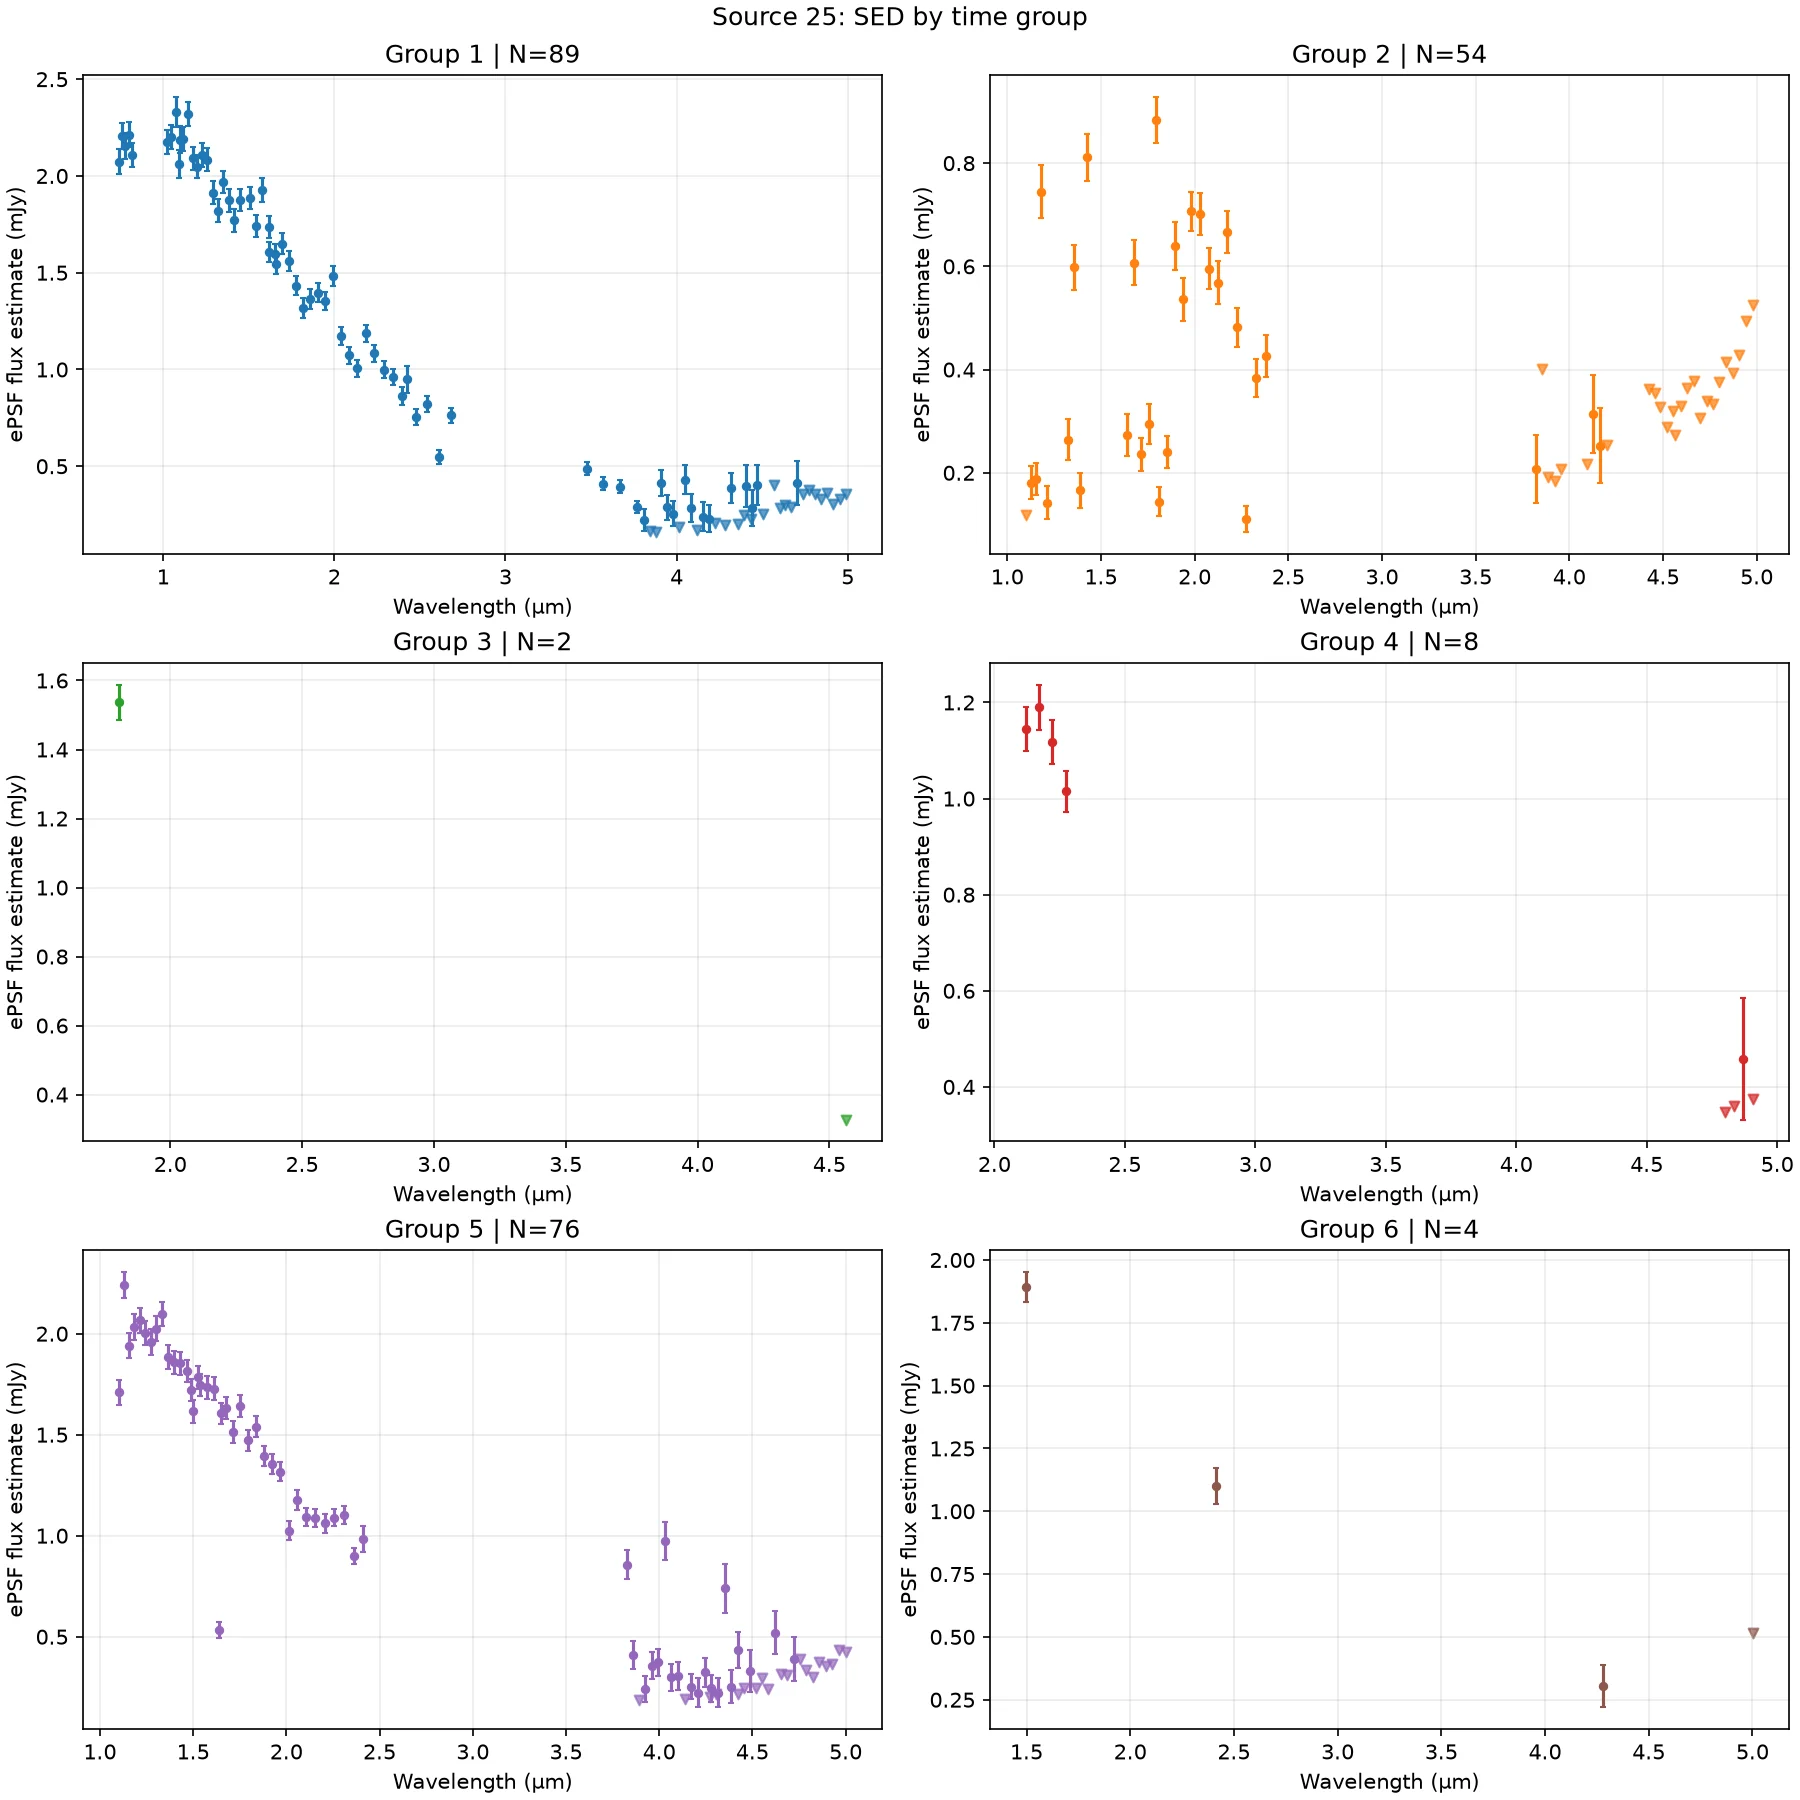 Source 25: SED by time group
Group 1 | N=89
2.5
2.0
1.5
1.0
0.5
ePSF flux estimate (mJy)
1 2 3 4 5
Wavelength (μm)
Group 2 | N=54
0.8
0.6
0.4
0.2
ePSF flux estimate (mJy)
1.0 1.5 2.0 2.5 3.0 3.5 4.0 4.5 5.0
Wavelength (μm)
Group 3 | N=2
1.6
1.4
1.2
1.0
0.8
0.6
0.4
ePSF flux estimate (mJy)
2.0 2.5 3.0 3.5 4.0 4.5
Wavelength (μm)
Group 4 | N=8
1.2
1.0
0.8
0.6
0.4
ePSF flux estimate (mJy)
2.0 2.5 3.0 3.5 4.0 4.5 5.0
Wavelength (μm)
Group 5 | N=76
2.0
1.5
1.0
0.5
ePSF flux estimate (mJy)
1.0 1.5 2.0 2.5 3.0 3.5 4.0 4.5 5.0
Wavelength (μm)
Group 6 | N=4
2.00
1.75
1.50
1.25
1.00
0.75
0.50
0.25
ePSF flux estimate (mJy)
1.5 2.0 2.5 3.0 3.5 4.0 4.5 5.0
Wavelength (μm)